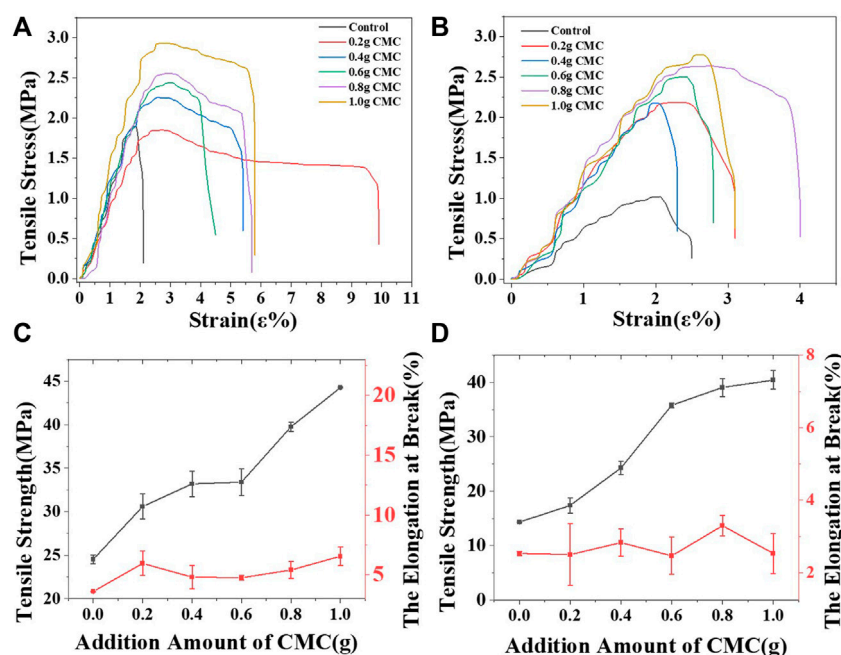 A
Control
0.2g CMC
0.4g CMC
0.6g CMC
0.8g CMC
1.0g CMC
Tensile Stress(MPa)
3.0
2.5
2.0
1.5
1.0
0.5
0.0
0 1 2 3 4 5 6 7 8 9 10 11
Strain(ε%)
B
Control
0.2g CMC
0.4g CMC
0.6g CMC
0.8g CMC
1.0g CMC
Tensile Stress(MPa)
3.0
2.5
2.0
1.5
1.0
0.5
0.0
0 1 2 3 4
Strain(ε%)
C
Tensile Strength(MPa)
45
40
35
30
25
20
0.0 0.2 0.4 0.6 0.8 1.0
Addition Amount of CMC(g)
20
15
10
5
The Elongation at Break(%)
D
Tensile Strength(MPa)
40
30
20
10
0
0.0 0.2 0.4 0.6 0.8 1.0
Addition Amount of CMC(g)
8
6
4
2
The Elongation at Break(%)